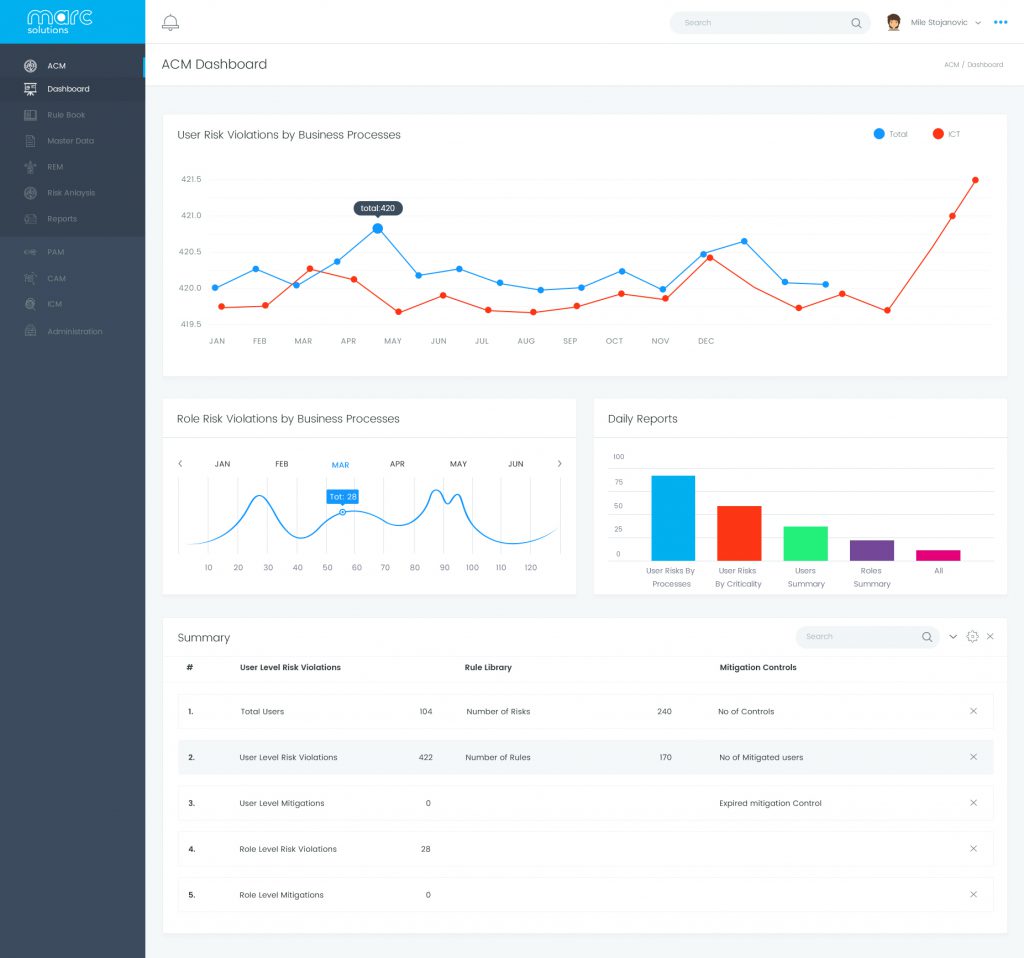 marc
solutions
Search
Mile Stojanovic
ACM
Dashboard
Rule Book
Master Data
REM
Risk Anlaysis
Reports
PAM
CAM
ICM
Administration
ACM Dashboard
ACM / Dashboard
User Risk Violations by Business Processes
Total
ICT
421.5
421.0
420.5
420.0
419.5
total:420
JAN FEB MAR APR MAY JUN JUL AUG SEP OCT NOV DEC
Role Risk Violations by Business Processes
JAN FEB MAR APR MAY JUN
Tot: 28
10 20 30 40 50 60 70 80 90 100 110 120
Daily Reports
100
75
50
25
0
User Risks By User Risks Users Roles All
Processes By Criticality Summary Summary
Summary
Search
# User Level Risk Violations Rule Library Mitigation Controls
1. Total Users 104 Number of Risks 240 No of Controls
2. User Level Risk Violations 422 Number of Rules 170 No of Mitigated users
3. User Level Mitigations 0 Expired mitigation Control
4. Role Level Risk Violations 28
5. Role Level Mitigations 0